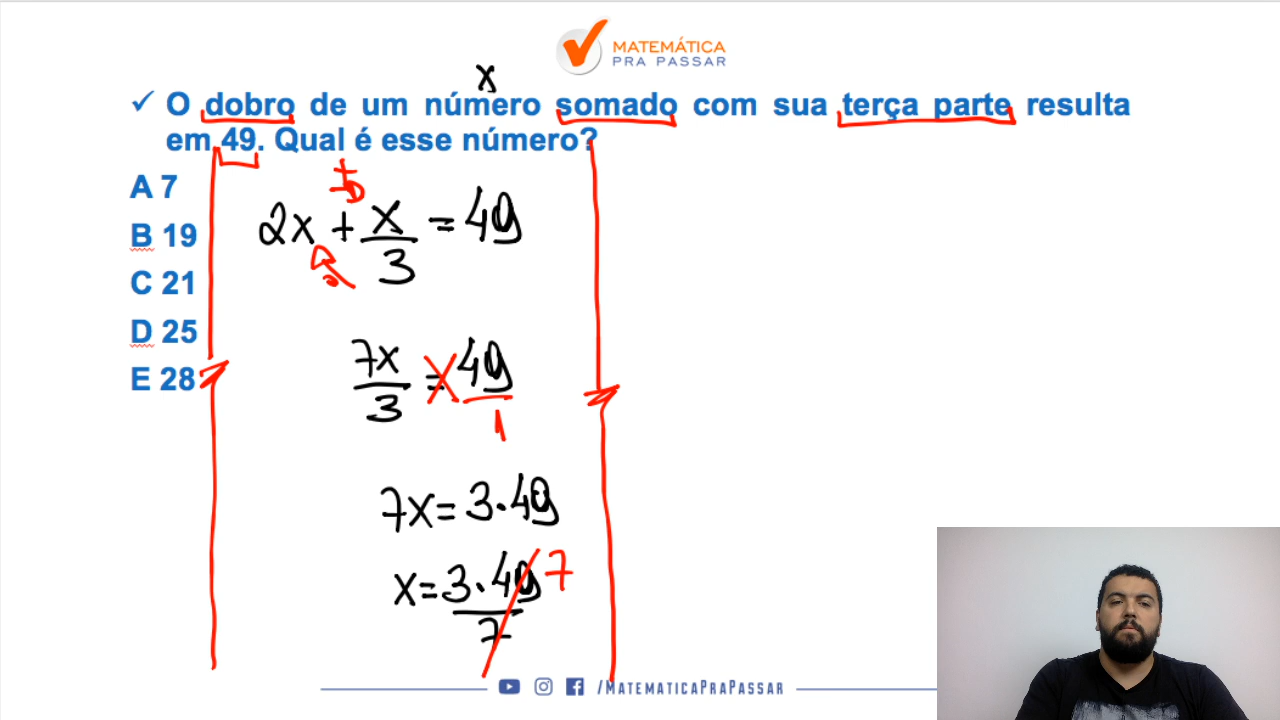 MATEMÁTICA
PRA PASSAR
x
✓ O dobro de um número somado com sua terça parte resulta
em 49. Qual é esse número?
A 7
B 19
C 21
D 25
E 28
2x + x/3 = 49
7x/3 = 49/1
7x = 3.49
x = 3.49/7 7
/MATEMATICAPRAPASSAR